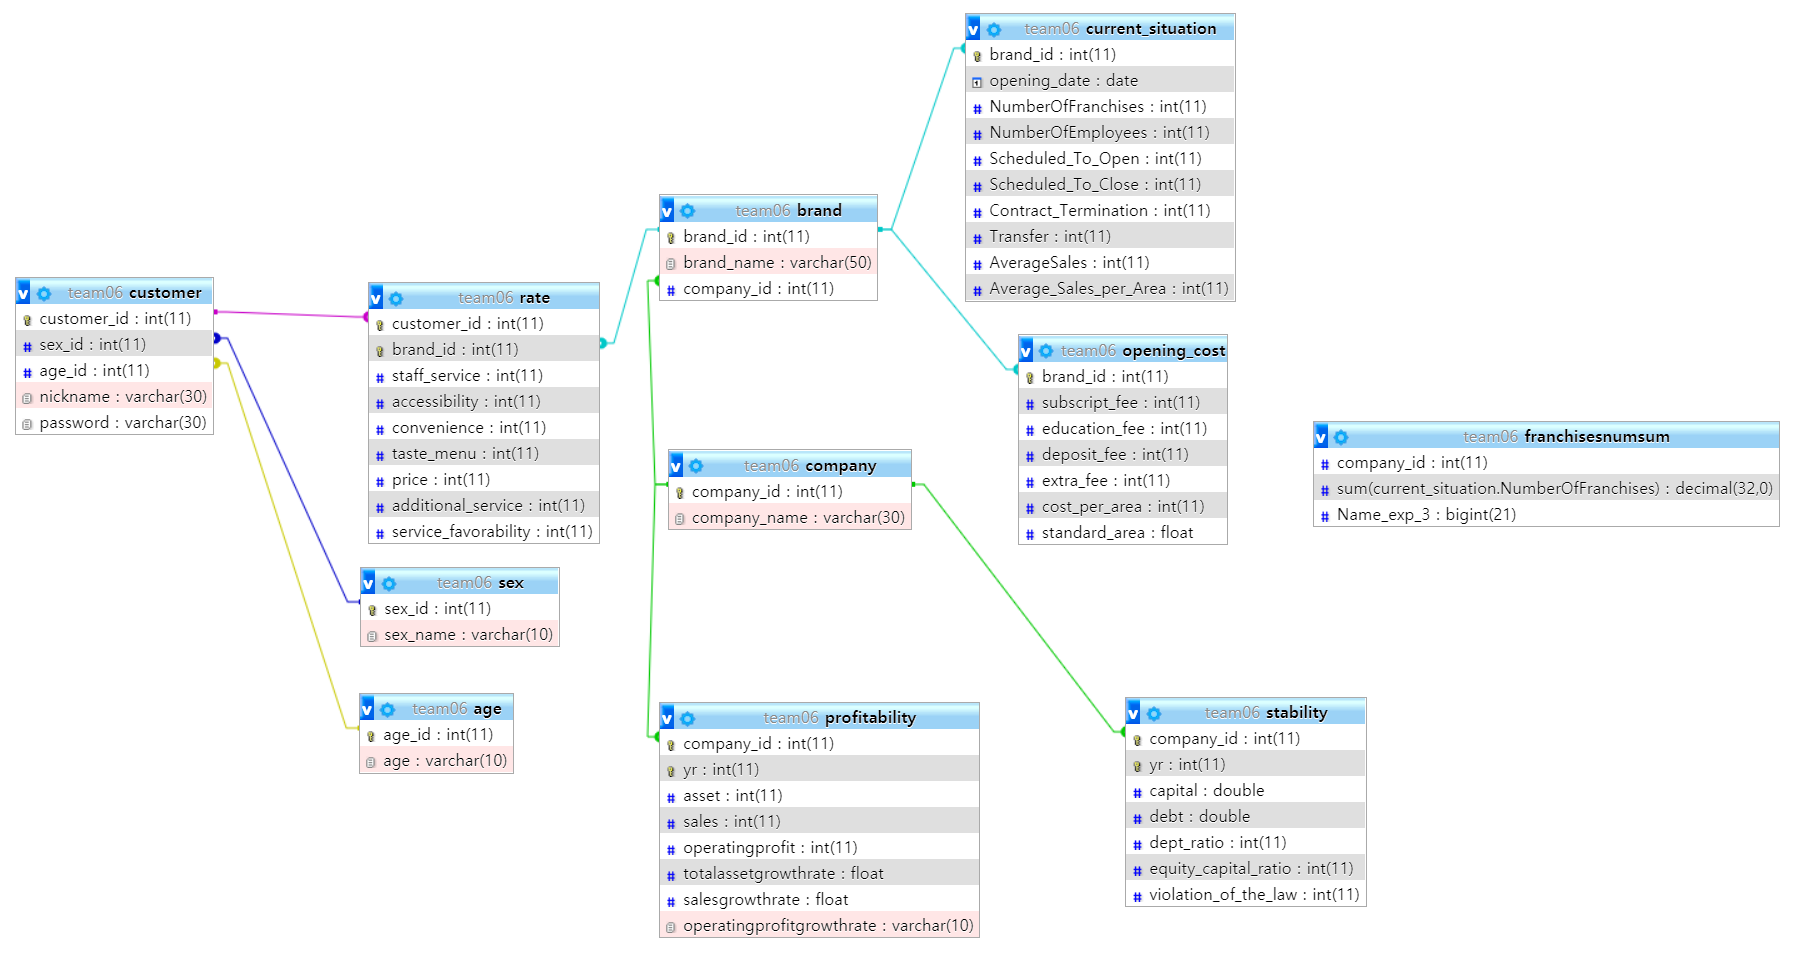 team06 current_situation
brand_id : int(11)
opening_date : date
NumberOfFranchises : int(11)
NumberOfEmployees : int(11)
Scheduled_To_Open : int(11)
Scheduled_To_Close : int(11)
Contract_Termination : int(11)
Transfer : int(11)
AverageSales : int(11)
Average_Sales_per_Area : int(11)
team06 brand
brand_id : int(11)
brand_name : varchar(50)
company_id : int(11)
team06 customer
customer_id : int(11)
sex_id : int(11)
age_id : int(11)
nickname : varchar(30)
password : varchar(30)
team06 rate
customer_id : int(11)
brand_id : int(11)
staff_service : int(11)
accessibility : int(11)
convenience : int(11)
taste_menu : int(11)
price : int(11)
additional_service : int(11)
service_favorability : int(11)
team06 opening_cost
brand_id : int(11)
subscript_fee : int(11)
education_fee : int(11)
deposit_fee : int(11)
extra_fee : int(11)
cost_per_area : int(11)
standard_area : float
team06 franchisesnumsum
company_id : int(11)
sum(current_situation.NumberOfFranchises) : decimal(32,0)
Name_exp_3 : bigint(21)
team06 company
company_id : int(11)
company_name : varchar(30)
team06 sex
sex_id : int(11)
sex_name : varchar(10)
team06 age
age_id : int(11)
age : varchar(10)
team06 profitability
company_id : int(11)
yr : int(11)
asset : int(11)
sales : int(11)
operatingprofit : int(11)
totalassetgrowthrate : float
salesgrowthrate : float
operatingprofitgrowthrate : varchar(10)
team06 stability
company_id : int(11)
yr : int(11)
capital : double
debt : double
dept_ratio : int(11)
equity_capital_ratio : int(11)
violation_of_the_law : int(11)